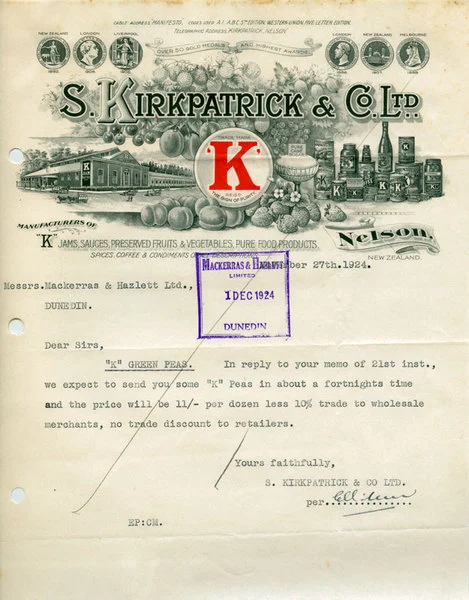 CABLE ADDRESS, MANIFESTO. CODES USED A.I. A.B.C. 5TH EDITION. WESTERN UNION. FIVE LETTER EDITION.
TELEGRAPHIC ADDRESS, KIRKPATRICK, NELSON
OVER 50 GOLD MEDALS AND HIGHEST AWARDS
NEW ZEALAND LONDON LIVERPOOL
LONDON NEW ZEALAND MELBOURNE
S. KIRKPATRICK & CO. LTD.
TRADE MARK
"K"
REGD
THE SIGN OF PURITY
K
MANUFACTURERS OF
"K" JAMS, SAUCES, PRESERVED FRUITS & VEGETABLES, PURE FOOD PRODUCTS.
SPICES, COFFEE & CONDIMENTS OF
Nelson,
NEW ZEALAND.
27th. 1924.
Messrs. Mackerras & Hazlett Ltd.,
DUNEDIN.
MACKERRAS & HAZLETT
LIMITED
1 DEC 1924
DUNEDIN
Dear Sirs,
"K" GREEN PEAS. In reply to your memo of 21st inst.,
we expect to send you some "K" Peas in about a fortnights time
and the price will be 11/- per dozen less 10% trade to wholesale
merchants, no trade discount to retailers.
Yours faithfully,
S. KIRKPATRICK & CO LTD.
per
EP:CM.